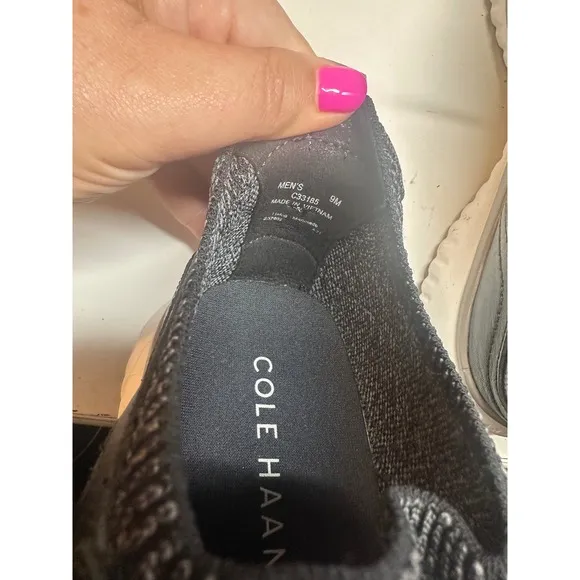 MEN'S
C33185 9M
MADE IN VIETNAM
COLE HAAN